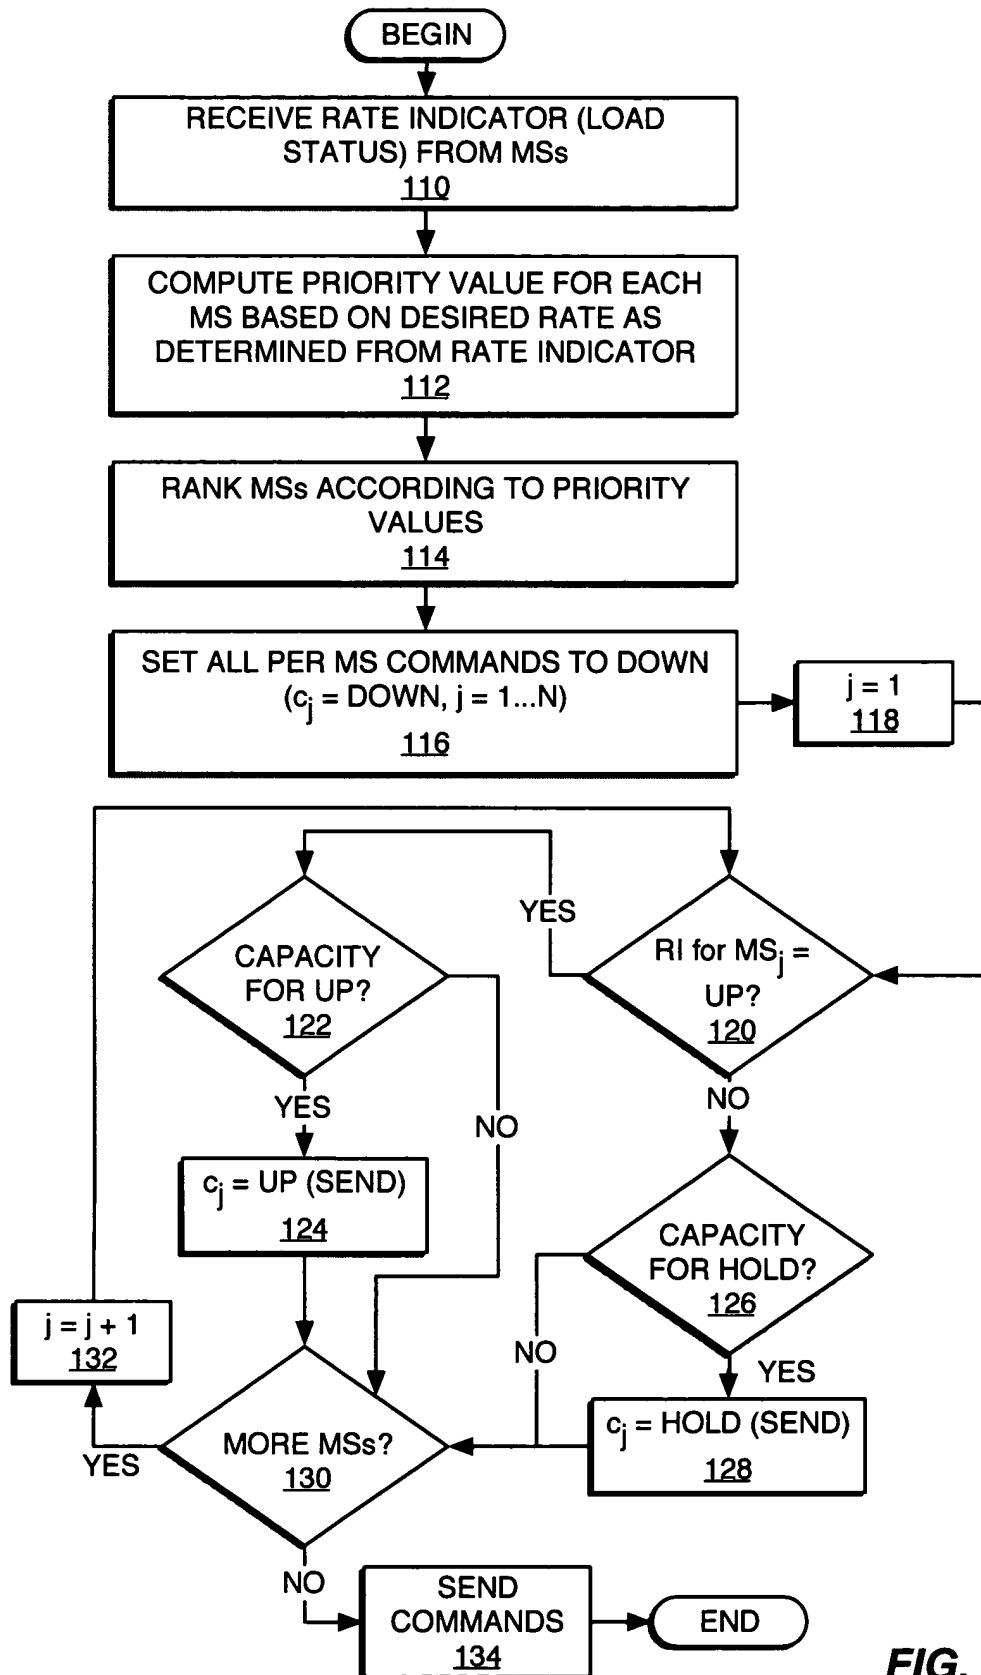 BEGIN
RECEIVE RATE INDICATOR (LOAD
STATUS) FROM MSs
110
COMPUTE PRIORITY VALUE FOR EACH
MS BASED ON DESIRED RATE AS
DETERMINED FROM RATE INDICATOR
112
RANK MSs ACCORDING TO PRIORITY
VALUES
114
SET ALL PER MS COMMANDS TO DOWN
(cj = DOWN, j = 1...N)
116
j = 1
118
RI for MSj =
UP?
120
YES
NO
CAPACITY
FOR UP?
122
YES
NO
cj = UP (SEND)
124
CAPACITY
FOR HOLD?
126
NO
YES
cj = HOLD (SEND)
128
j = j + 1
132
MORE MSs?
130
YES
NO
SEND
COMMANDS
134
END
FIG.